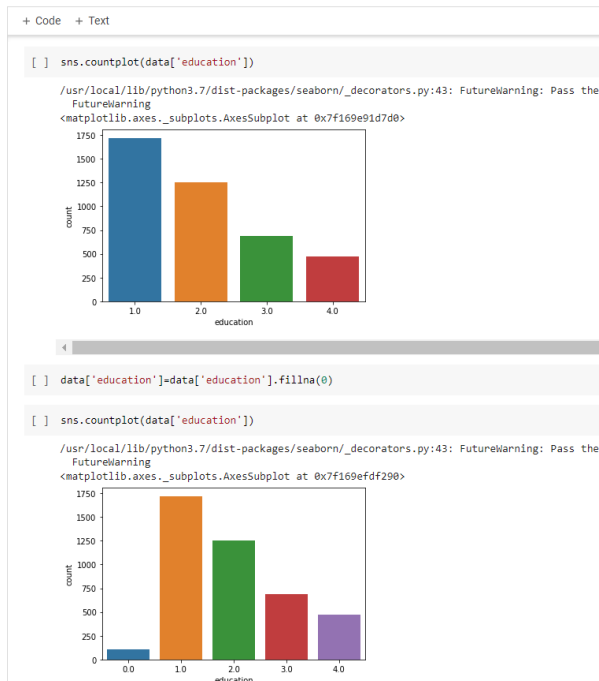 + Code + Text
[ ] sns.countplot(data['education'])
/usr/local/lib/python3.7/dist-packages/seaborn/_decorators.py:43: FutureWarning: Pass the
FutureWarning
<matplotlib.axes._subplots.AxesSubplot at 0x7f169e91d7d0>
1750
1500
1250
1000
750
500
250
0
count
1.0 2.0 3.0 4.0
education
[ ] data['education']=data['education'].fillna(0)
[ ] sns.countplot(data['education'])
/usr/local/lib/python3.7/dist-packages/seaborn/_decorators.py:43: FutureWarning: Pass the
FutureWarning
<matplotlib.axes._subplots.AxesSubplot at 0x7f169efdf290>
1750
1500
1250
1000
750
500
250
0
count
0.0 1.0 2.0 3.0 4.0
education